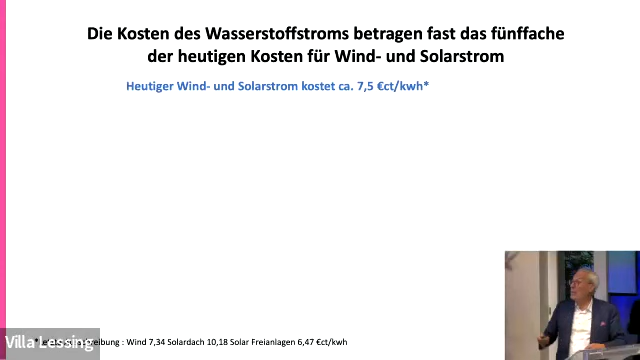 Die Kosten des Wasserstoffstroms betragen fast das fünffache
der heutigen Kosten für Wind- und Solarstrom
Heutiger Wind- und Solarstrom kostet ca. 7,5 €ct/kwh*
Villa Lessing
: Wind 7,34 Solardach 10,18 Solar Freianlagen 6,47 €ct/kwh